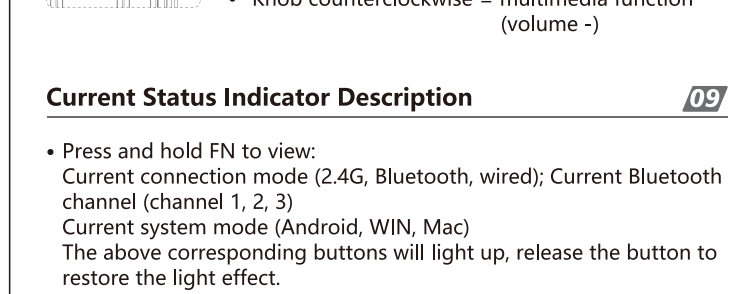 • Knob counterclockwise = multimedia function
(volume -)
Current Status Indicator Description 09
• Press and hold FN to view:
Current connection mode (2.4G, Bluetooth, wired); Current Bluetooth
channel (channel 1, 2, 3)
Current system mode (Android, WIN, Mac)
The above corresponding buttons will light up, release the button to
restore the light effect.